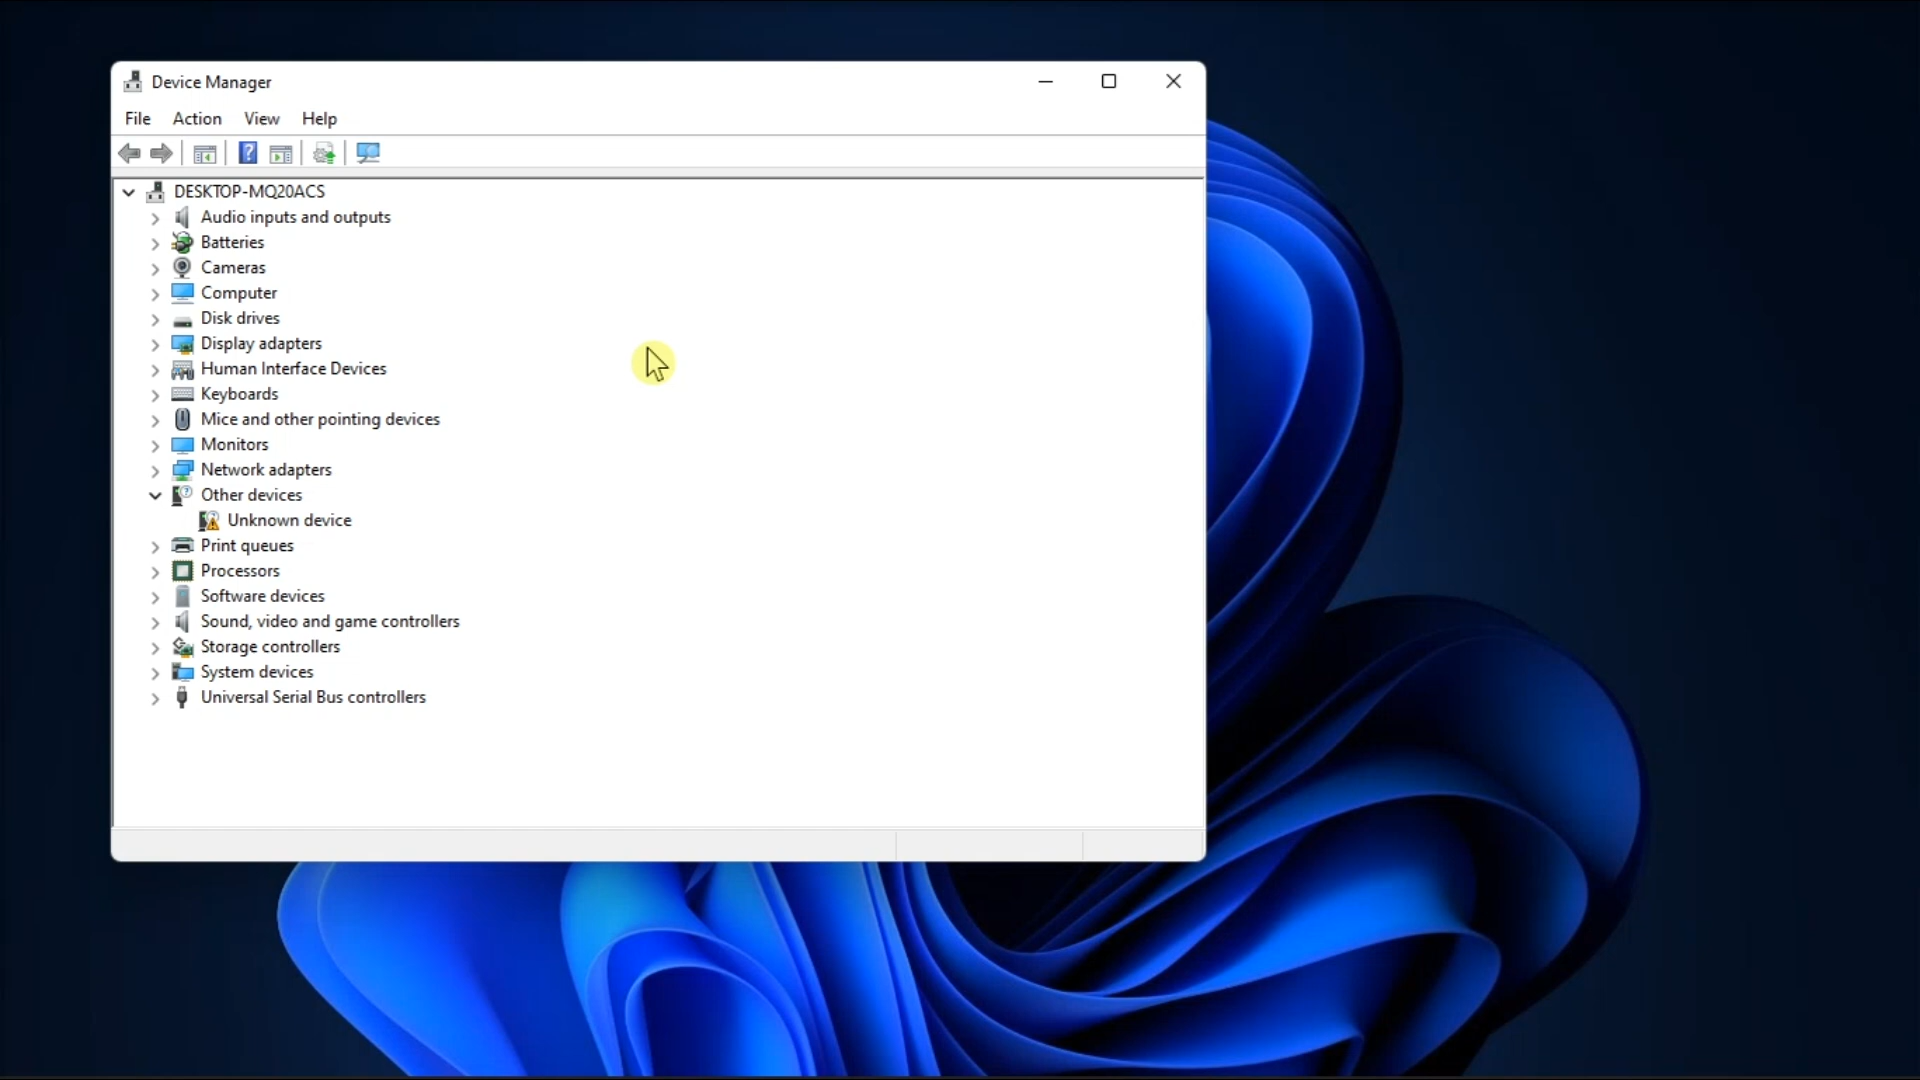 Device Manager
File Action View Help
DESKTOP-MQ20ACS
Audio inputs and outputs
Batteries
Cameras
Computer
Disk drives
Display adapters
Human Interface Devices
Keyboards
Mice and other pointing devices
Monitors
Network adapters
Other devices
Unknown device
Print queues
Processors
Software devices
Sound, video and game controllers
Storage controllers
System devices
Universal Serial Bus controllers